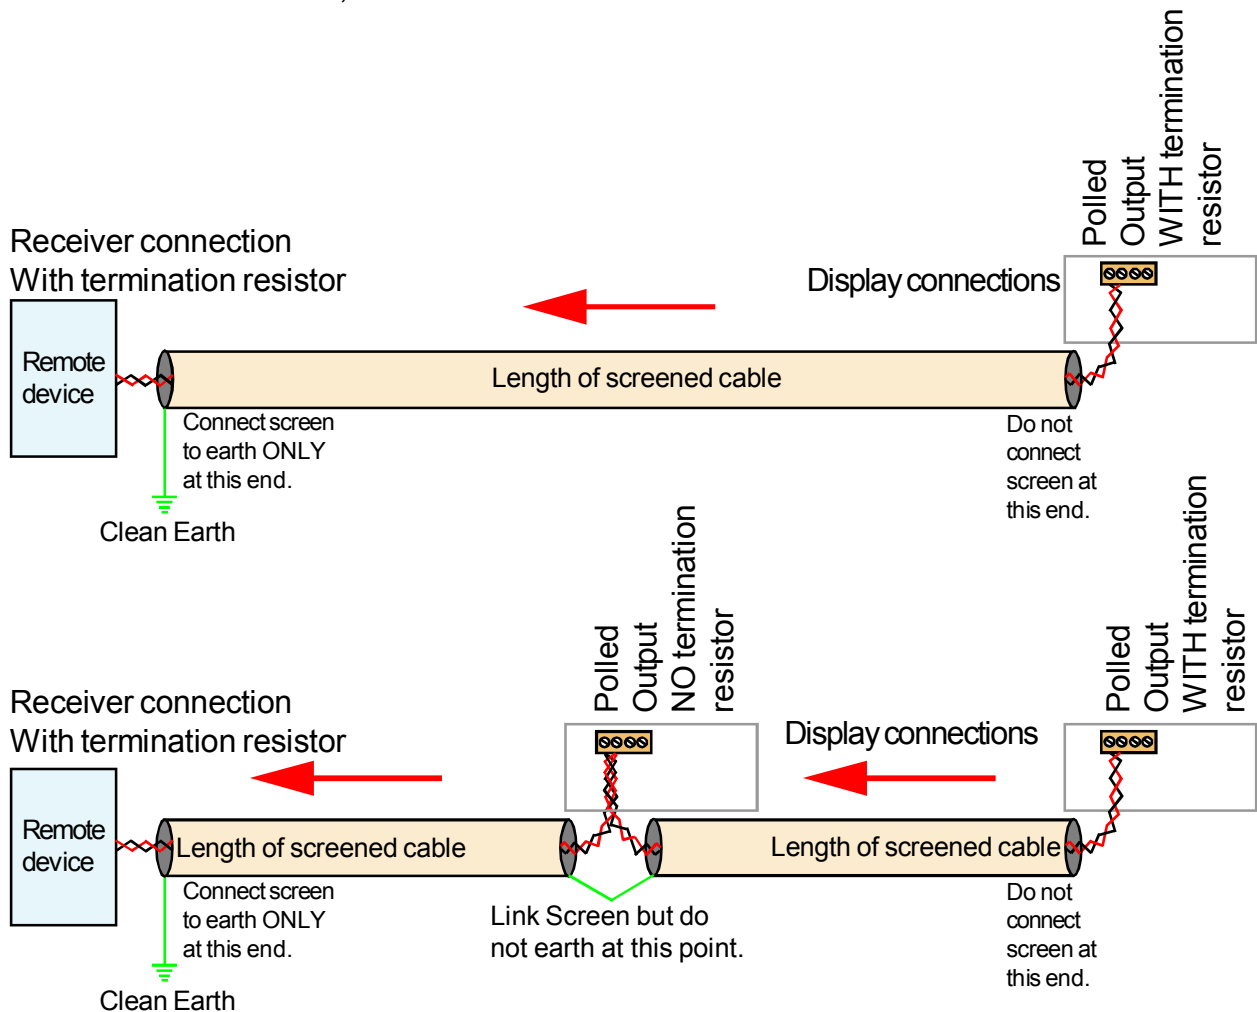 Polled
Output
WITH termination
resistor
Receiver connection
With termination resistor
Display connections
Remote
device
Length of screened cable
Connect screen
to earth ONLY
at this end.
Do not
connect
screen at
this end.
Clean Earth
Polled
Output
NO termination
resistor
Polled
Output
WITH termination
resistor
Receiver connection
With termination resistor
Display connections
Remote
device
Length of screened cable
Length of screened cable
Connect screen
to earth ONLY
at this end.
Link Screen but do
not earth at this point.
Do not
connect
screen at
this end.
Clean Earth